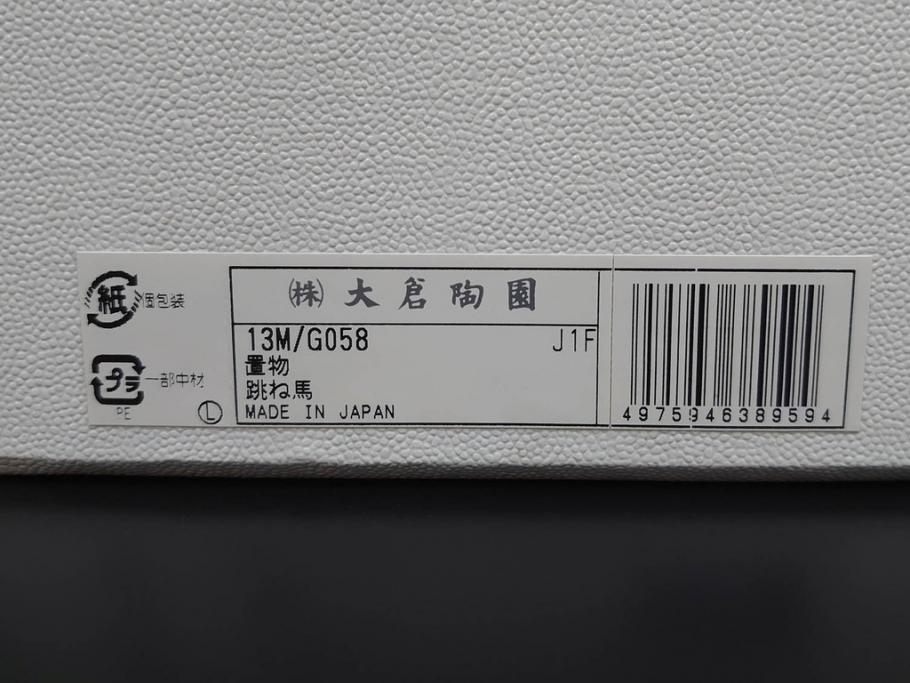 紙 個包装
プラ 一部中材
PE
Ⓛ
㈱ 大倉陶園
13M/G058 J1F
置物
跳ね馬
MADE IN JAPAN
4975946389594